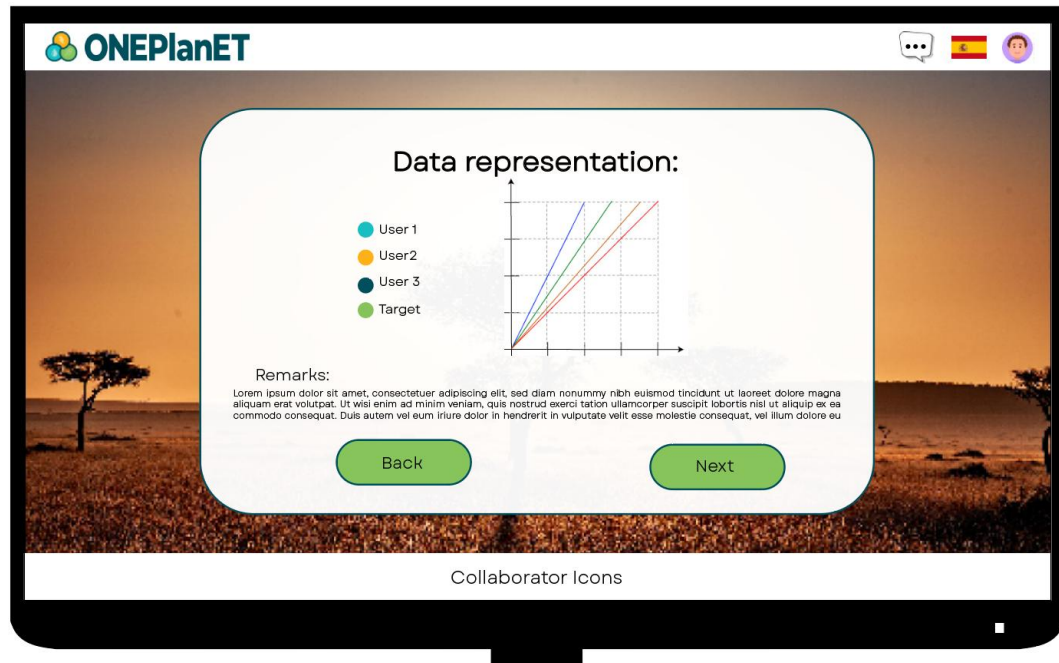 ONEPlanET
Data representation:
User 1
User2
User 3
Target
Remarks:
Lorem ipsum dolor sit amet, consectetuer adipiscing elit, sed diam nonummy nibh euismod tincidunt ut laoreet dolore magna
aliquam erat volutpat. Ut wisi enim ad minim veniam, quis nostrud exerci tation ullamcorper suscipit lobortis nisl ut aliquip ex ea
commodo consequat. Duis autem vel eum iriure dolor in hendrerit in vulputate velit esse molestie consequat, vel illum dolore eu
Back
Next
Collaborator Icons